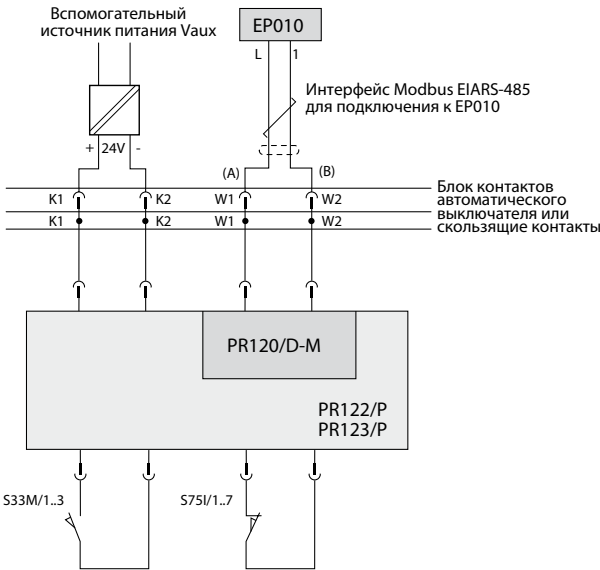 Вспомогательный
источник питания Vaux
EP010
L 1
Интерфейс Modbus EIARS-485
для подключения к EP010
+ 24V -
(A) (B)
K1 K2 W1 W2
Блок контактов
автоматического
выключателя или
скользящие контакты
K1 K2 W1 W2
PR120/D-M
PR122/P
PR123/P
S33M/1..3 S75I/1..7